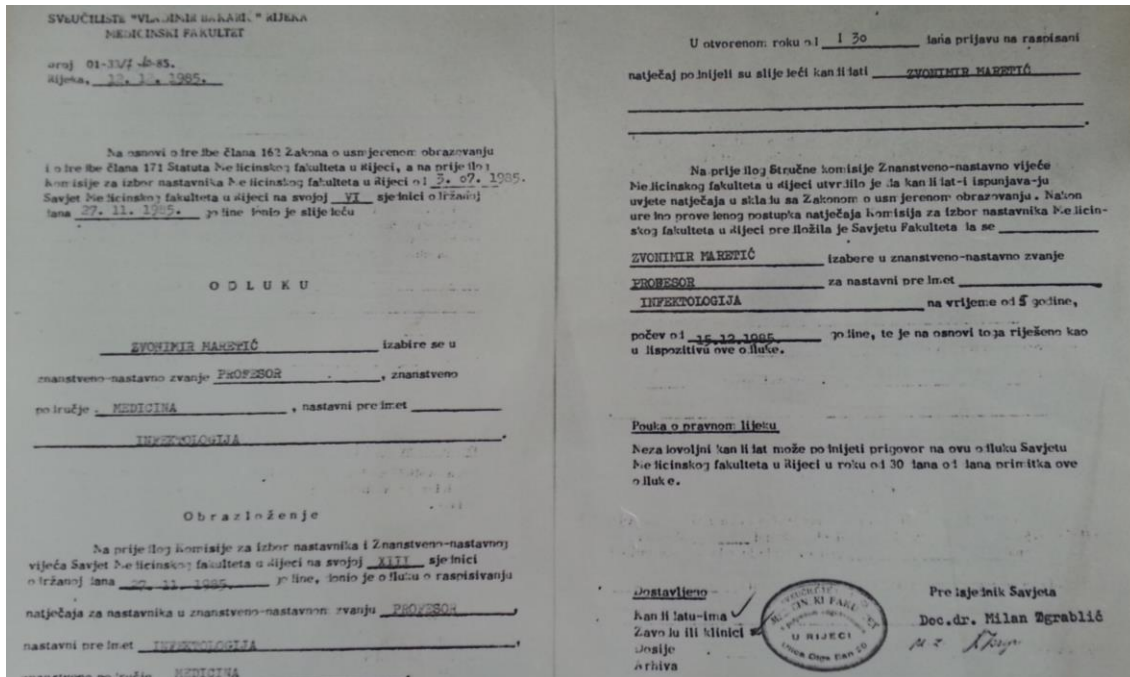 SVEUČILIŠTE "VLADIMIR BAKARIĆ" RIJEKA
MEDICINSKI FAKULTET
Rijeka, 12. 12. 1985.
Na osnovi odredbe člana 162 Zakona o usmjerenom obrazovanju
i odredbe člana 171 Statuta Medicinskog fakulteta u Rijeci, a na prijedlog
Komisije za izbor nastavnika Medicinskog fakulteta u Rijeci od 3. 07. 1985.
Savjet Medicinskog fakulteta u Rijeci na svojoj VI sjednici održanoj
dana 27. 11. 1985. godine donio je slijedeću
ODLUKU
ZVONIMIR MARETIĆ izabire se u
znanstveno-nastavno zvanje PROFESOR, znanstveno
područje MEDICINA, nastavni predmet
INFEKTOLOGIJA.
Obrazloženje
Na prijedlog Komisije za izbor nastavnika i Znanstveno-nastavnog
vijeća Savjet Medicinskog fakulteta u Rijeci na svojoj XIII sjednici
održanoj dana 27. 11. 1985. godine, donio je odluku o raspisivanju
natječaja za nastavnika u znanstveno-nastavnom zvanju PROFESOR,
nastavni predmet INFEKTOLOGIJA,
znanstveno područje MEDICINA
U otvorenom roku od 1 30 dana prijavu na raspisani
natječaj podnijeli su slijedeći kandidati ZVONIMIR MARETIĆ
Na prijedlog Stručne komisije Znanstveno-nastavno vijeće
Medicinskog fakulteta u Rijeci utvrdilo je da kandidat-i ispunjava-ju
uvjete natječaja u skladu sa Zakonom o usmjerenom obrazovanju. Nakon
uredno provedenog postupka natječaja Komisija za izbor nastavnika Medicin-
skog fakulteta u Rijeci predložila je Savjetu Fakulteta da se
ZVONIMIR MARETIĆ izabere u znanstveno-nastavno zvanje
PROFESOR za nastavni predmet
INFEKTOLOGIJA na vrijeme od 5 godine,
počev od 15.12.1985. godine, te je na osnovi toga riješeno kao
u dispozitivu ove odluke.
Pouka o pravnom lijeku
Nezadovoljni kandidat može podnijeti prigovor na ovu odluku Savjetu
Medicinskog fakulteta u Rijeci u roku od 30 dana od dana primitka ove
odluke.
Dostavljeno
Kandidatu-ima
Zavodu ili klinici
Dosije
Arhiva
U RIJECI
Predsjednik Savjeta
Doc.dr. Milan Zgrablić